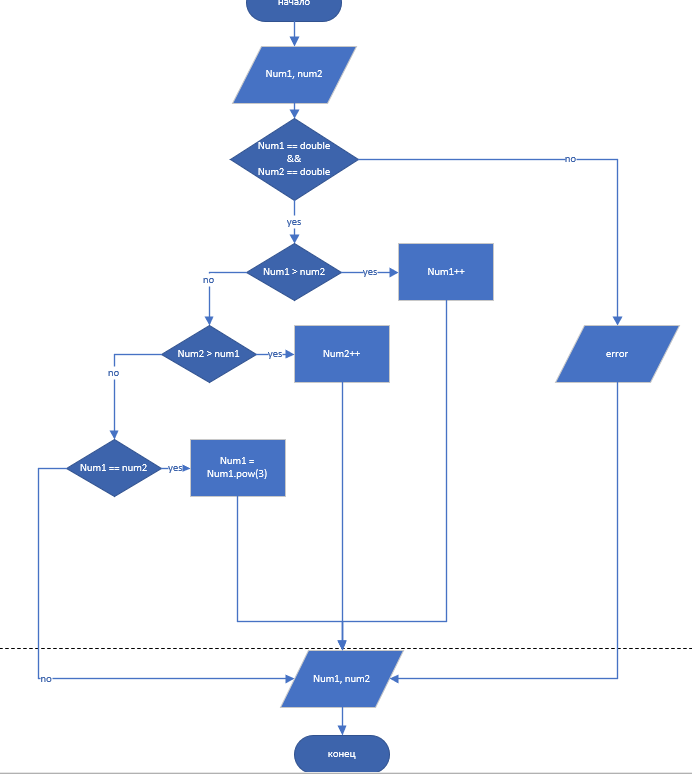 начало
Num1, num2
Num1 == double
&&
Num2 == double
no
yes
Num1 > num2
yes
Num1++
no
Num2 > num1
yes
Num2++
error
no
Num1 == num2
yes
Num1 =
Num1.pow(3)
no
Num1, num2
конец